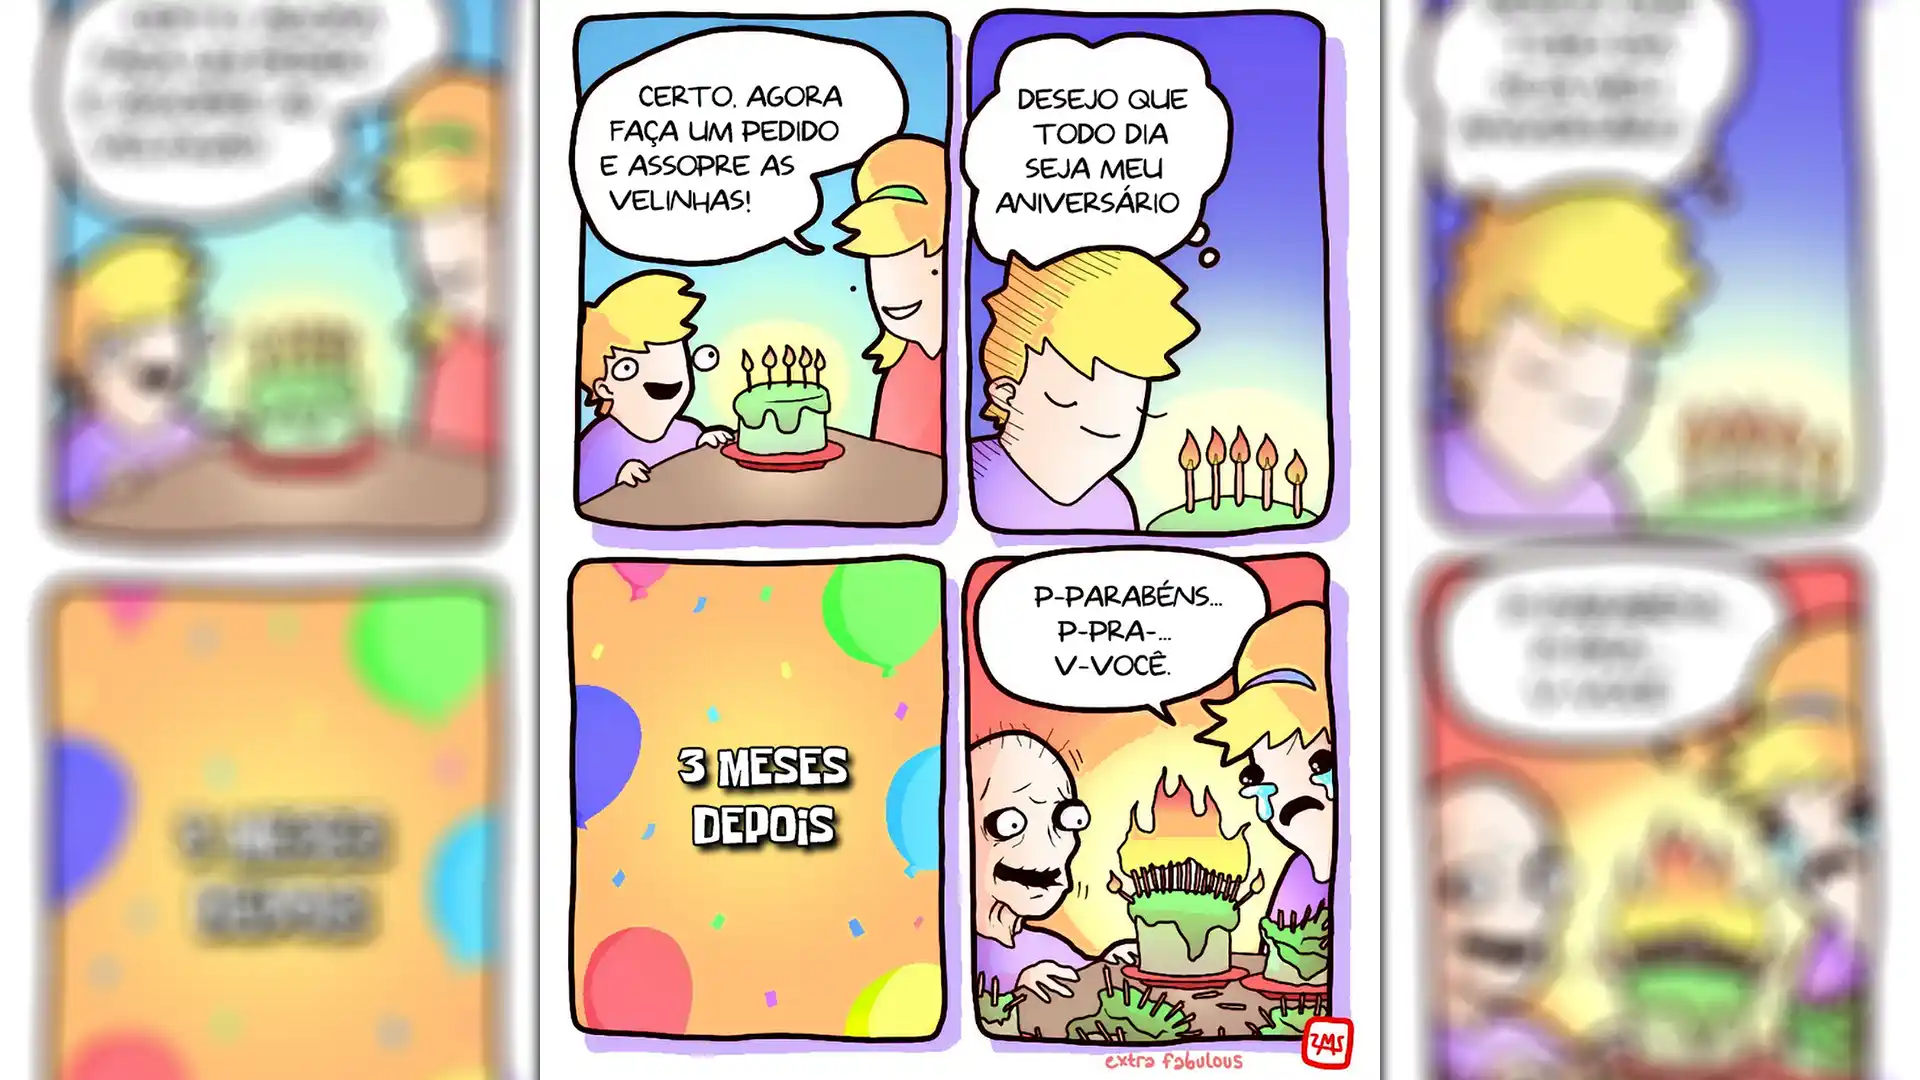 CERTO. AGORA
FAÇA UM PEDIDO
E ASSOPRE AS
VELINHAS!
DESEJO QUE
TODO DIA
SEJA MEU
ANIVERSÁRIO
3 MESES
DEPOIS
P-PARABÉNS...
P-PRA-...
V-VOCÊ.
extra fabulous
ZMS